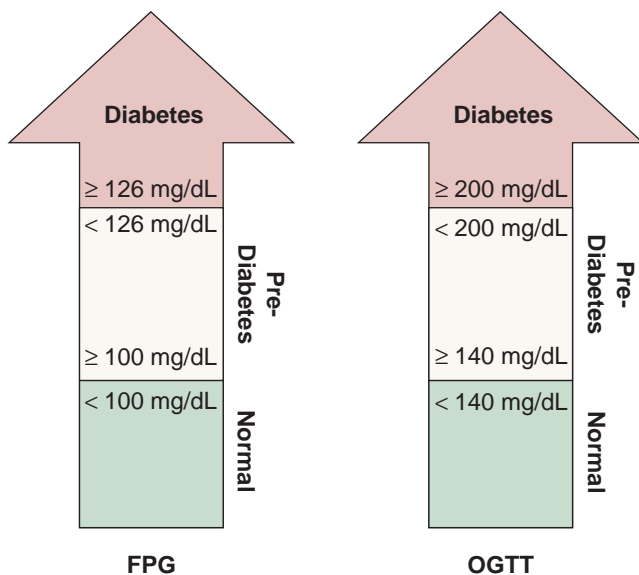 Diabetes
≥ 126 mg/dL
< 126 mg/dL
≥ 100 mg/dL
< 100 mg/dL
Pre-
Diabetes
Normal
FPG
Diabetes
≥ 200 mg/dL
< 200 mg/dL
≥ 140 mg/dL
< 140 mg/dL
Pre-
Diabetes
Normal
OGTT